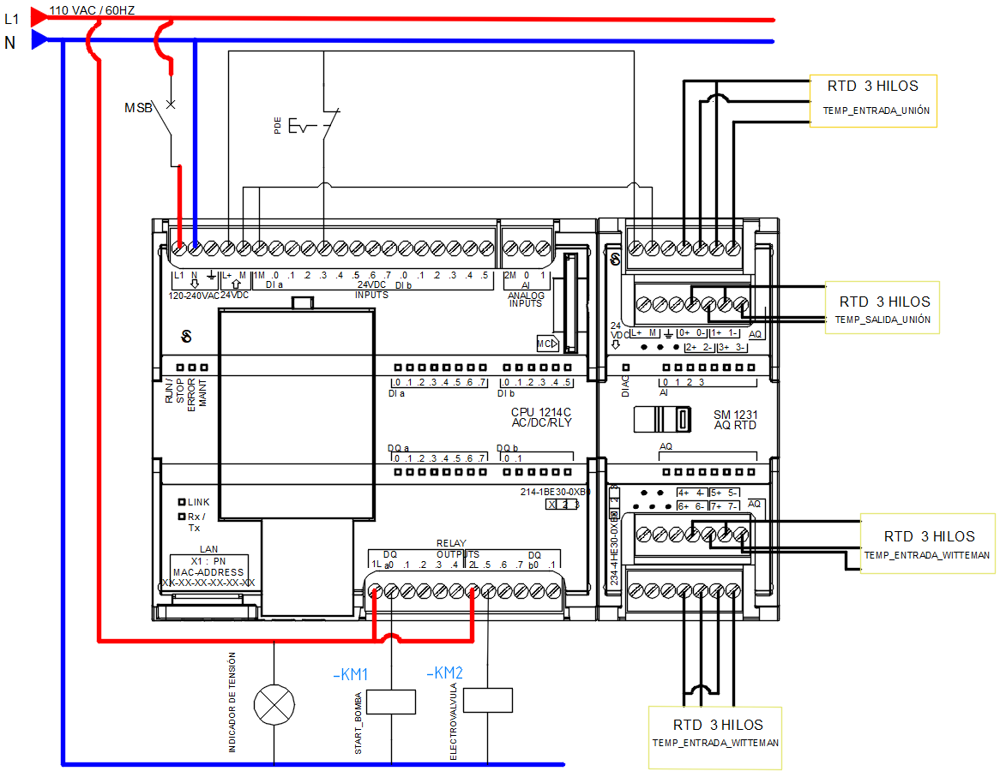 110 VAC / 60HZ
L1
N
MSB
PDE
RTD 3 HILOS
TEMP_ENTRADA_UNIÓN
RTD 3 HILOS
TEMP_SALIDA_UNIÓN
L1 N L+ M 1M .0 .1 .2 .3 .4 .5 .6 .7 .0 .1 .2 .3 .4 .5
DI a 24VDC DI b
120-240VAC 24VDC INPUTS
2M 0 1
AI
ANALOG
INPUTS
MC
24
VDC
L+ M 0+ 0- 1+ 1- AQ
2+ 2- 3+ 3-
RUN /
STOP
ERROR
MAINT
.0 .1 .2 .3 .4 .5 .6 .7 .0 .1 .2 .3 .4 .5
DI a DI b
DIAG
0 1 2 3
AI
CPU 1214C
AC/DC/RLY
SM 1231
AQ RTD
DQ a DQ b
.0 .1 .2 .3 .4 .5 .6 .7 .0 .1
AQ
LINK
Rx /
Tx
214-1BE30-0XB0
X 2 3
234-4HE30-0XB0
4+ 4- 5+ 5- AQ
6+ 6- 7+ 7-
LAN
X1 : PN
MAC-ADDRESS
XX-XX-XX-XX-XX-XX
RELAY
DQ OUTPUTS DQ
1L a0 .1 .2 .3 .4 2L .5 .6 .7 b0 .1
RTD 3 HILOS
TEMP_ENTRADA_WITTEMAN
INDICADOR DE TENSIÓN
-KM1
START_BOMBA
-KM2
ELECTROVALVULA
RTD 3 HILOS
TEMP_ENTRADA_WITTEMAN